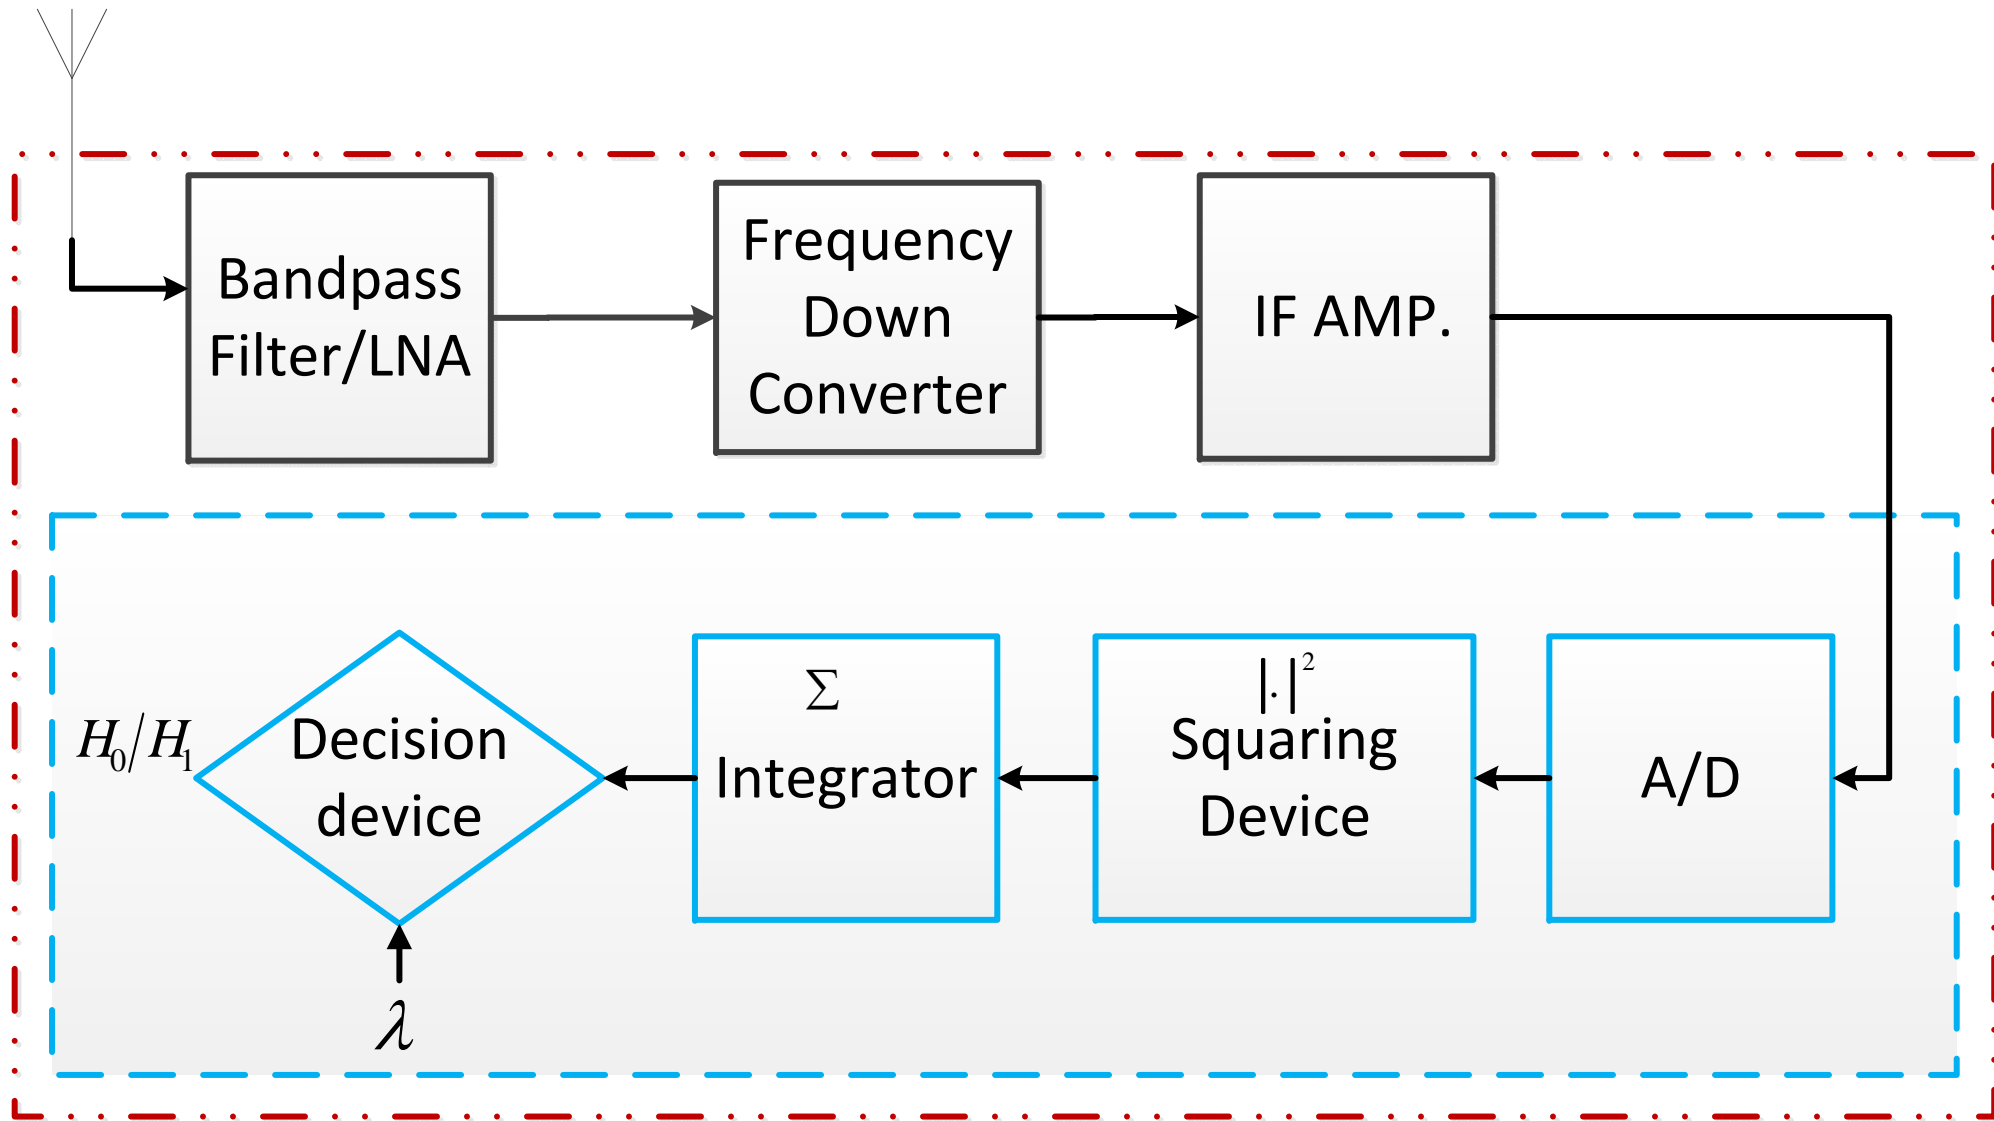 Bandpass
Filter/LNA
Frequency
Down
Converter
IF AMP.
H₀/H₁
Decision
device
λ
∑
Integrator
|.|²
Squaring
Device
A/D